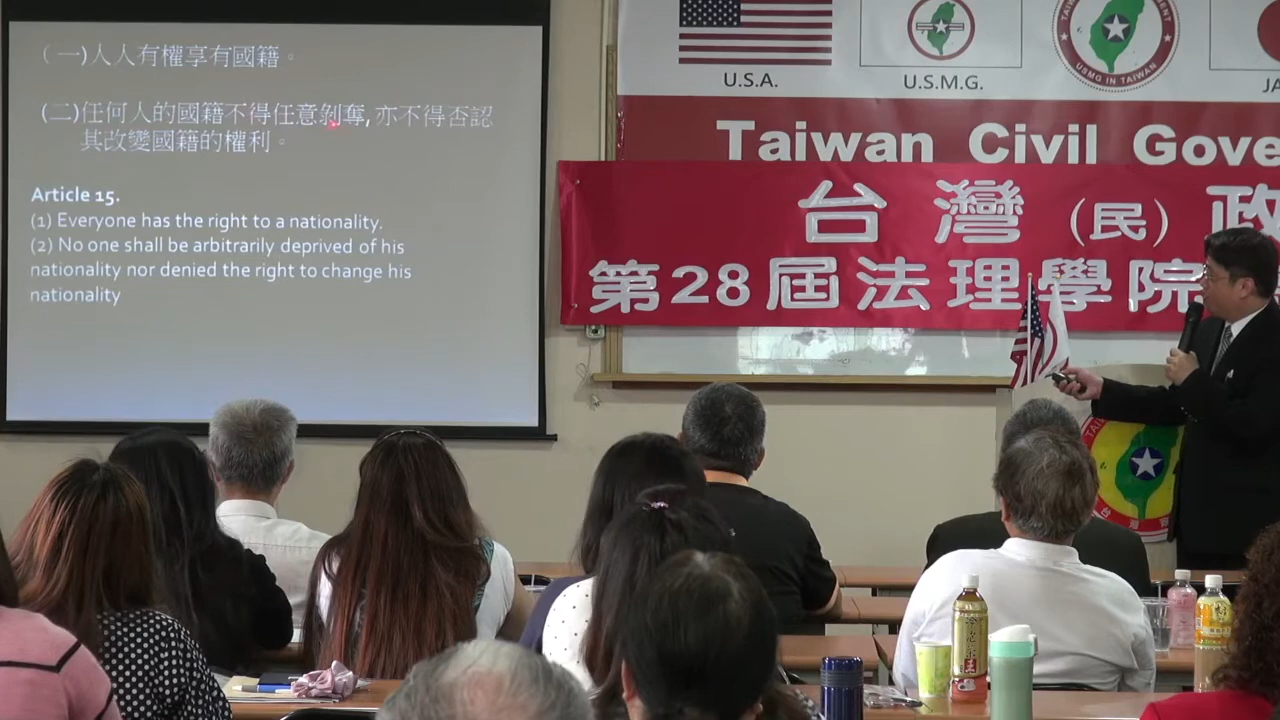 (一)人人有權享有國籍。
(二)任何人的國籍不得任意剝奪, 亦不得否認
其改變國籍的權利。
Article 15.
(1) Everyone has the right to a nationality.
(2) No one shall be arbitrarily deprived of his
nationality nor denied the right to change his
nationality
U.S.A.
U.S.M.G.
USMG IN TAIWAN
JA
Taiwan Civil Gove
台灣(民)政
第28屆法理學院